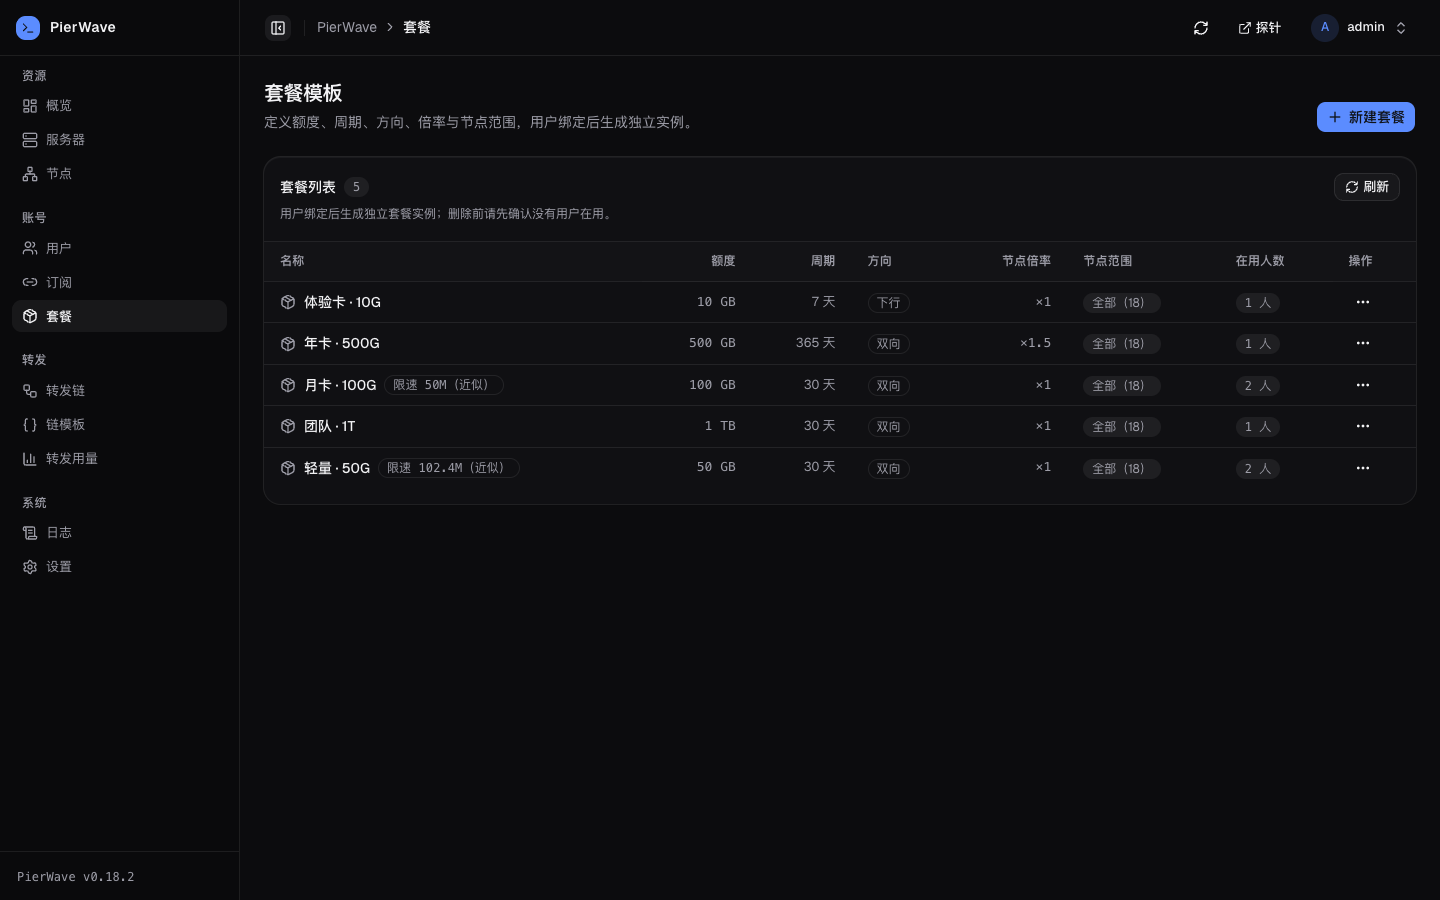 PierWave
PierWave > 套餐
探针
A admin
资源
概览
服务器
节点
账号
用户
订阅
套餐
转发
转发链
链模板
转发用量
系统
日志
设置
PierWave v0.18.2
套餐模板
定义额度、周期、方向、倍率与节点范围，用户绑定后生成独立实例。
+ 新建套餐
套餐列表 5
刷新
用户绑定后生成独立套餐实例；删除前请先确认没有用户在用。
名称 额度 周期 方向 节点倍率 节点范围 在用人数 操作
体验卡 · 10G 10 GB 7 天 下行 ×1 全部 (18) 1 人 ···
年卡 · 500G 500 GB 365 天 双向 ×1.5 全部 (18) 1 人 ···
月卡 · 100G 限速 50M (近似) 100 GB 30 天 双向 ×1 全部 (18) 2 人 ···
团队 · 1T 1 TB 30 天 双向 ×1 全部 (18) 1 人 ···
轻量 · 50G 限速 102.4M (近似) 50 GB 30 天 双向 ×1 全部 (18) 2 人 ···